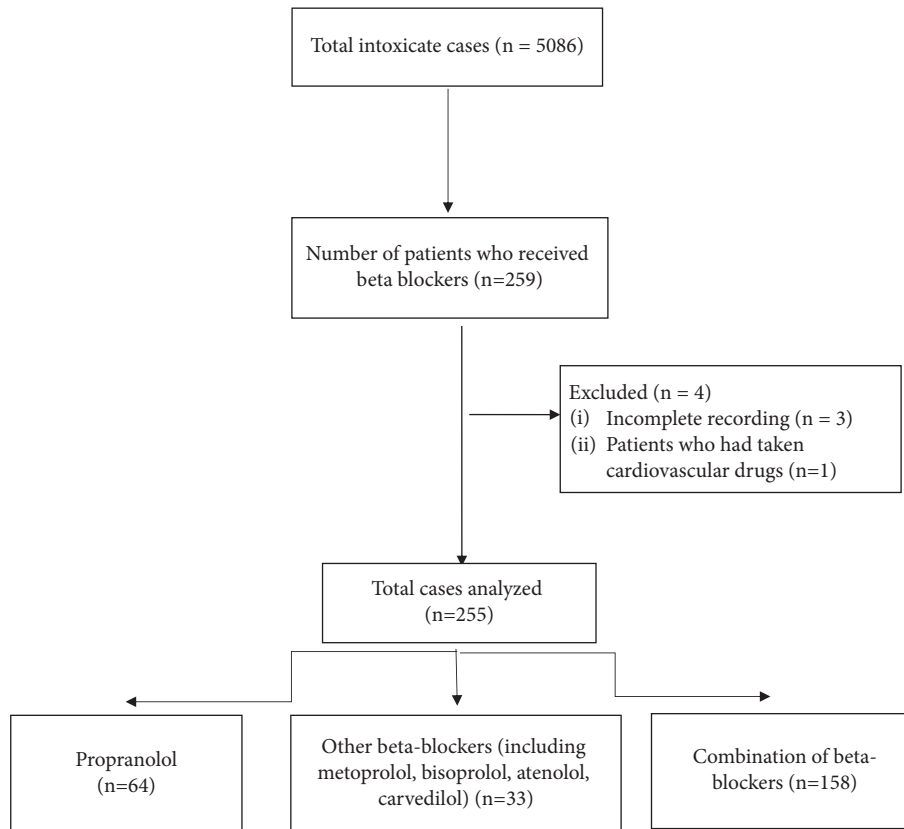 Total intoxicate cases (n = 5086)
Number of patients who received
beta blockers (n=259)
Excluded (n = 4)
(i) Incomplete recording (n = 3)
(ii) Patients who had taken
cardiovascular drugs (n=1)
Total cases analyzed
(n=255)
Propranolol
(n=64)
Other beta-blockers (including
metoprolol, bisoprolol, atenolol,
carvedilol) (n=33)
Combination of beta-
blockers (n=158)